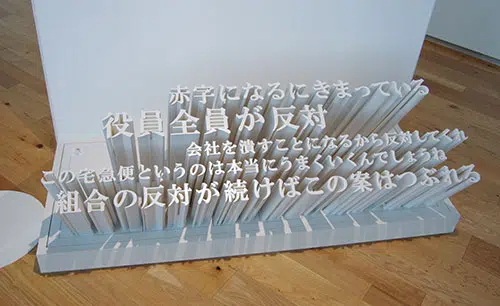 赤字になるにきまっている
役員全員が反対
会社を潰すことになるから反対してくれ
この宅急便というのは本当にうまくいくんでしょうね
組合の反対が続けばこの案はつぶれる